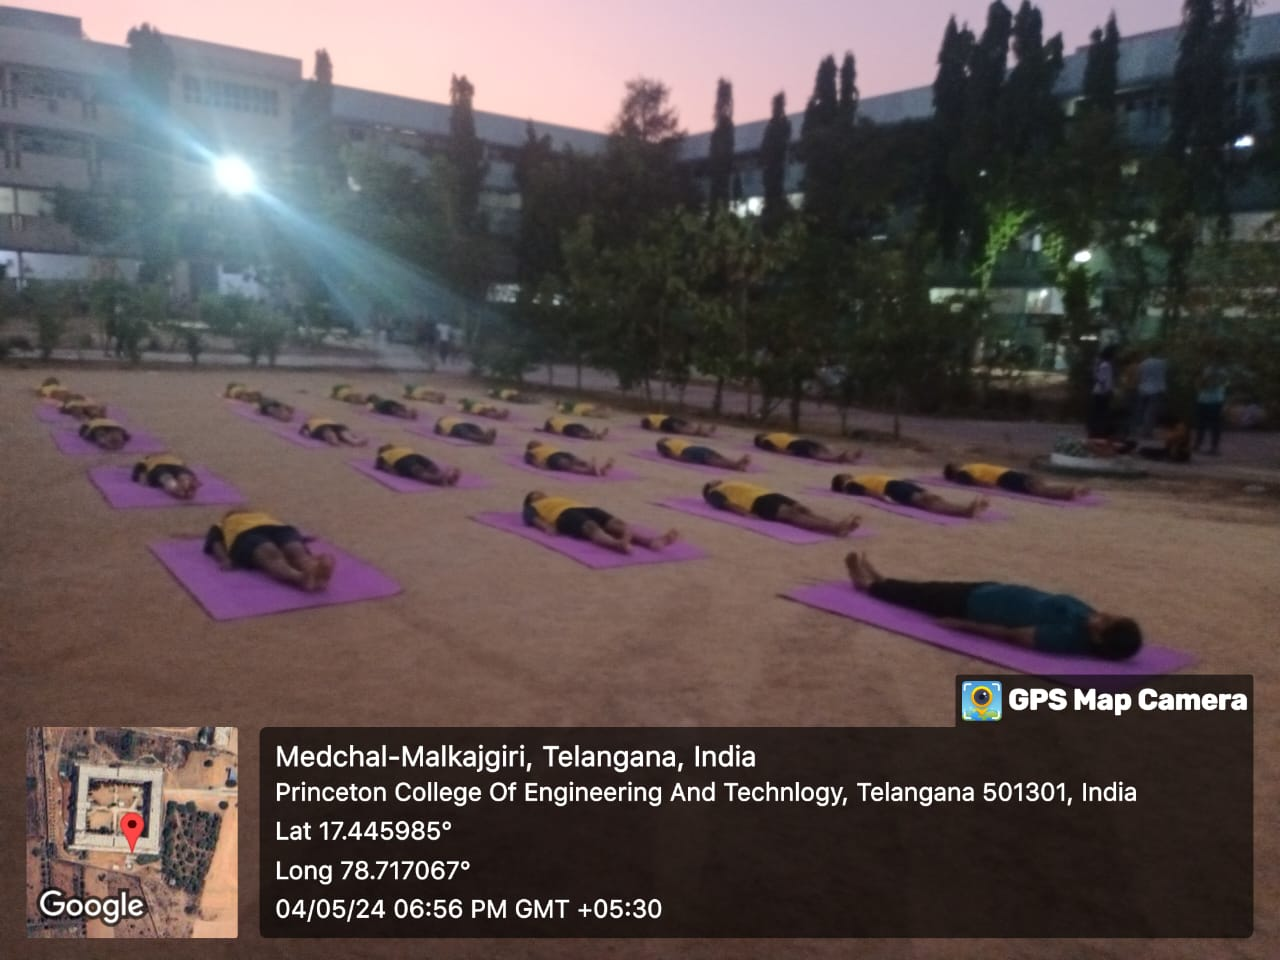 GPS Map Camera
Medchal-Malkajgiri, Telangana, India
Princeton College Of Engineering And Technlogy, Telangana 501301, India
Lat 17.445985°
Long 78.717067°
04/05/24 06:56 PM GMT +05:30
Google